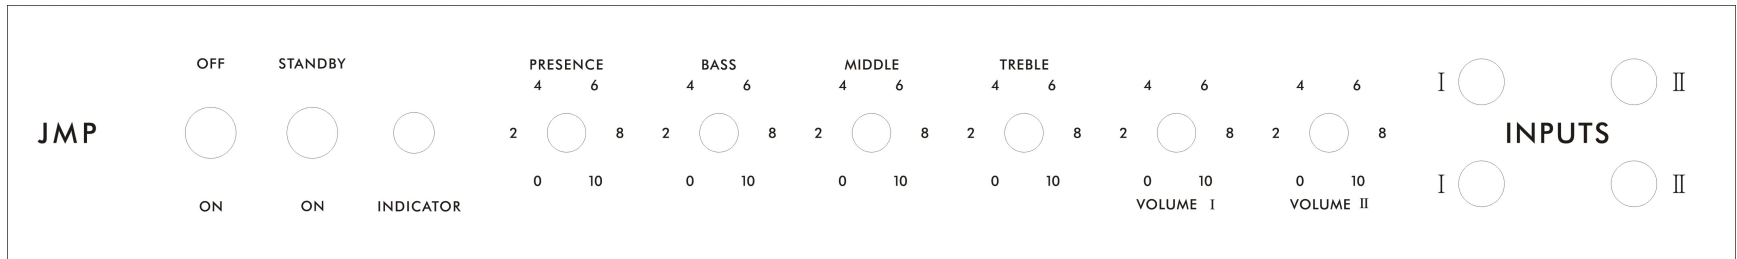 OFF STANDBY PRESENCE BASS MIDDLE TREBLE
4 6 4 6 4 6 4 6 4 6 4 6 I II
JMP 2 8 2 8 2 8 2 8 2 8 2 8 INPUTS
0 10 0 10 0 10 0 10 0 10 0 10 I II
ON ON INDICATOR VOLUME I VOLUME II